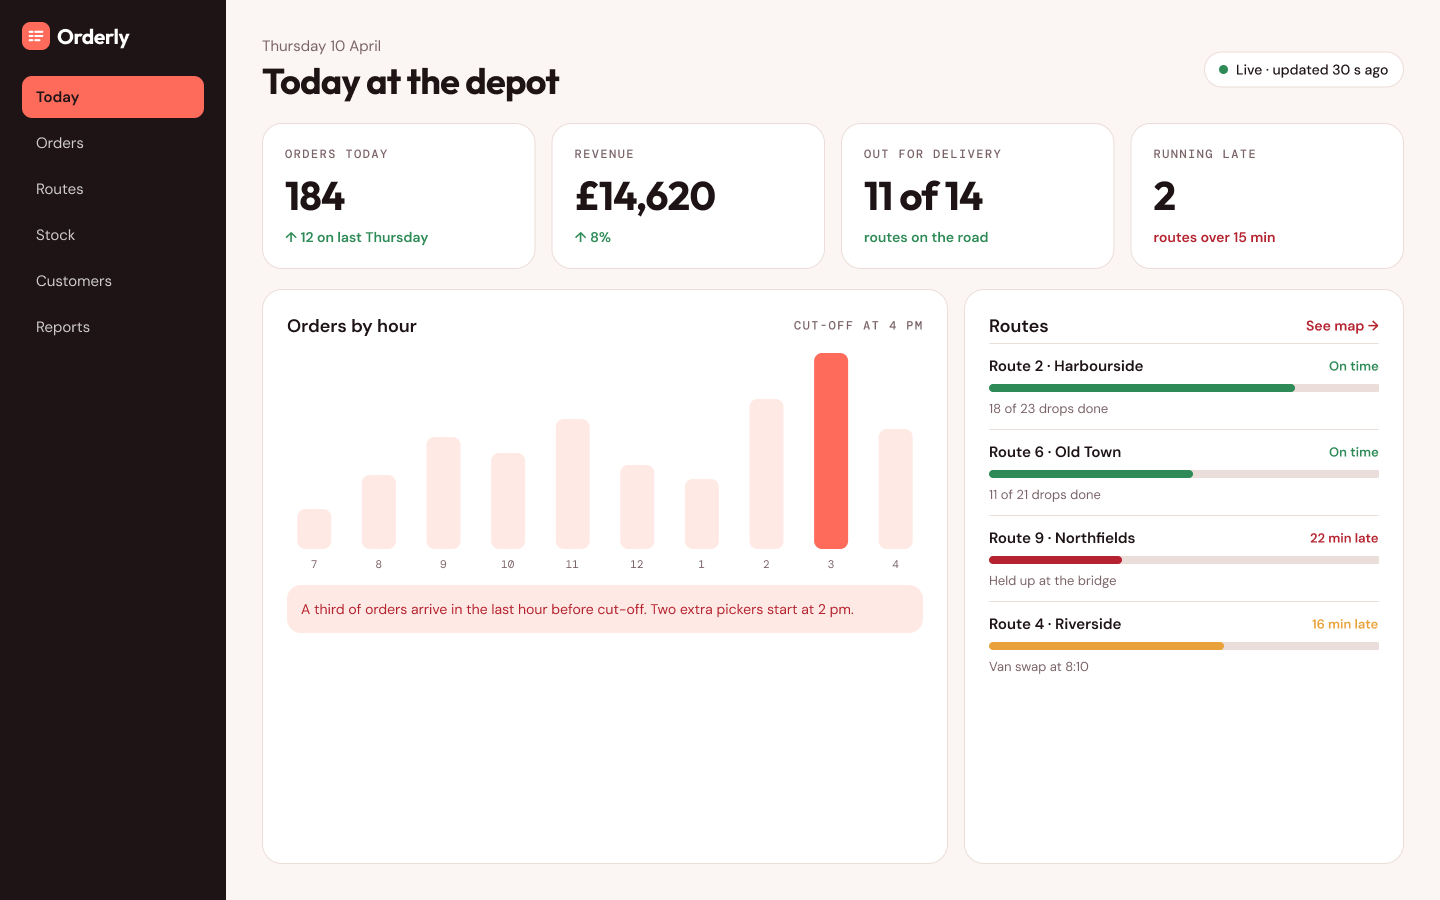 Orderly
Today
Orders
Routes
Stock
Customers
Reports
Thursday 10 April
Today at the depot
Live · updated 30 s ago
ORDERS TODAY
184
↑ 12 on last Thursday
REVENUE
£14,620
↑ 8%
OUT FOR DELIVERY
11 of 14
routes on the road
RUNNING LATE
2
routes over 15 min
Orders by hour
CUT-OFF AT 4 PM
7 8 9 10 11 12 1 2 3 4
A third of orders arrive in the last hour before cut-off. Two extra pickers start at 2 pm.
Routes
See map →
Route 2 · Harbourside
On time
18 of 23 drops done
Route 6 · Old Town
On time
11 of 21 drops done
Route 9 · Northfields
22 min late
Held up at the bridge
Route 4 · Riverside
16 min late
Van swap at 8:10